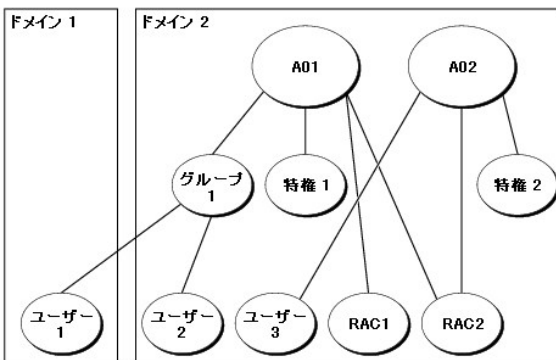 ドメイン 1
ドメイン 2
A01
A02
グループ
1
特権 1
特権 2
ユーザー
1
ユーザー
2
ユーザー
3
RAC1
RAC2